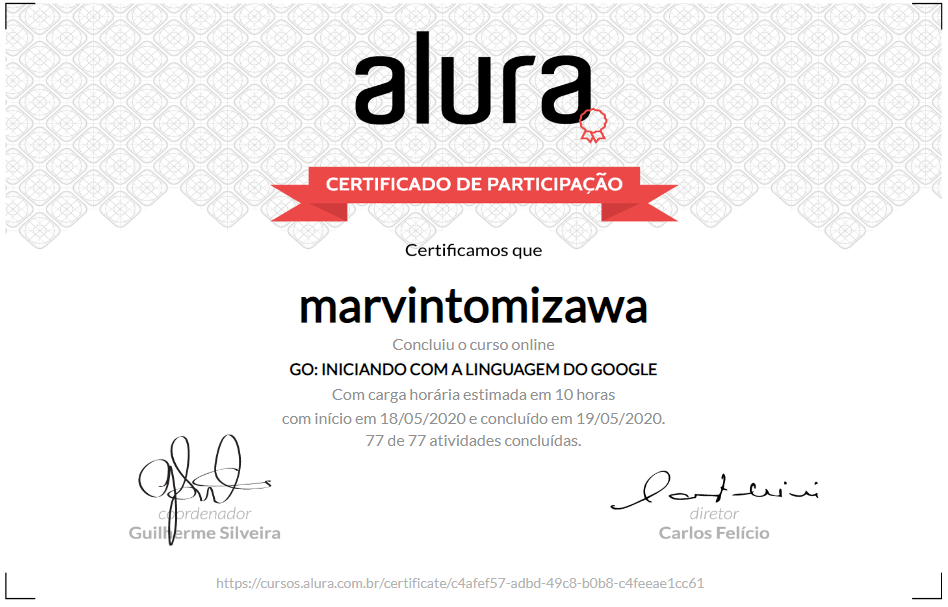 alura
CERTIFICADO DE PARTICIPAÇÃO
Certificamos que
marvintomizawa
Concluiu o curso online
GO: INICIANDO COM A LINGUAGEM DO GOOGLE
Com carga horária estimada em 10 horas
com início em 18/05/2020 e concluído em 19/05/2020.
77 de 77 atividades concluídas.
coordenador
Guilherme Silveira
diretor
Carlos Felício
https://cursos.alura.com.br/certificate/c4afef57-adbd-49c8-b0b8-c4feeae1cc61